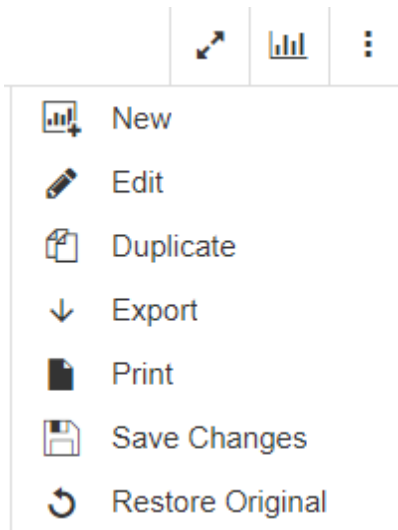 New
Edit
Duplicate
Export
Print
Save Changes
Restore Original